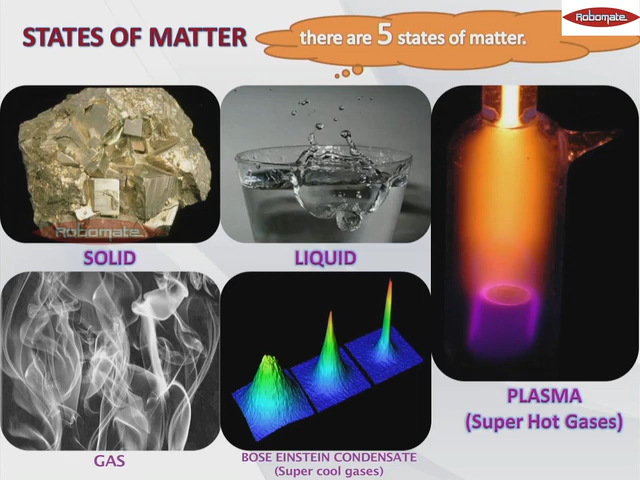 STATES OF MATTER
there are 5 states of matter.
Robomate
Robomate
SOLID
LIQUID
PLASMA
(Super Hot Gases)
GAS
BOSE EINSTEIN CONDENSATE
(Super cool gases)